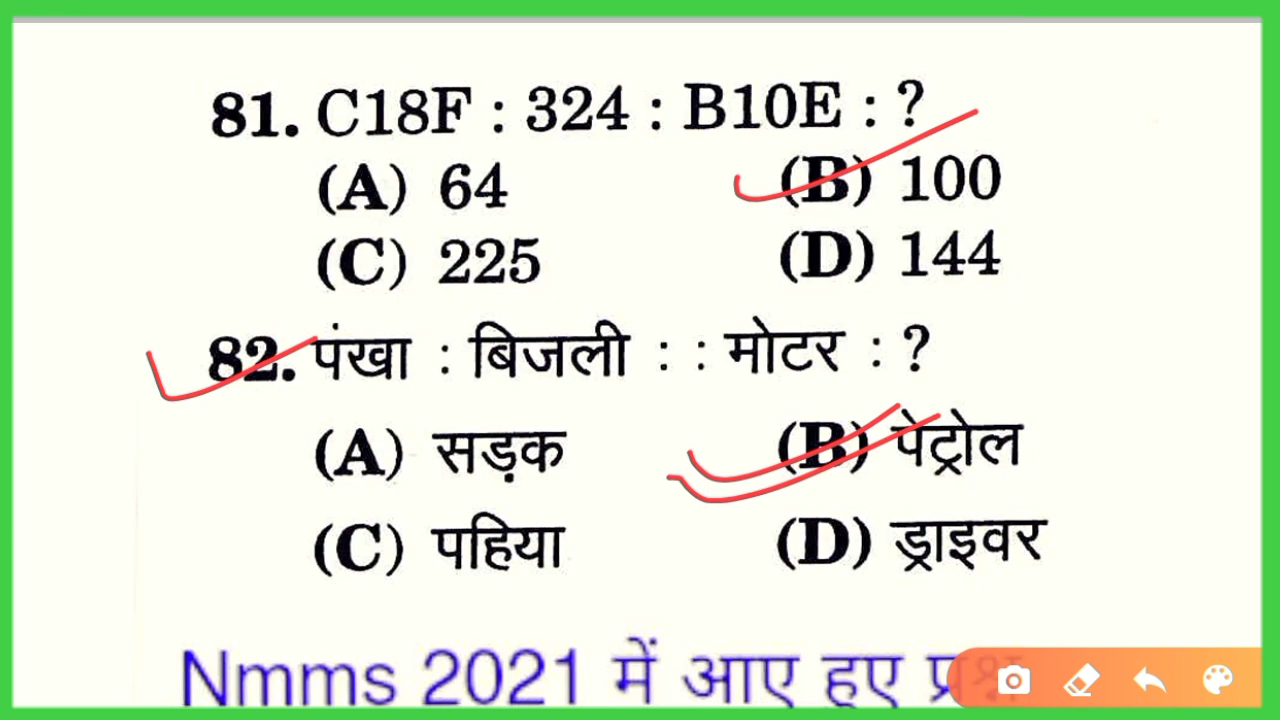 81. C18F : 324 : B10E : ?
(A) 64 (B) 100
(C) 225 (D) 144
82. पंखा : बिजली : : मोटर : ?
(A) सड़क (B) पेट्रोल
(C) पहिया (D) ड्राइवर
Nmms 2021 में आए हुए